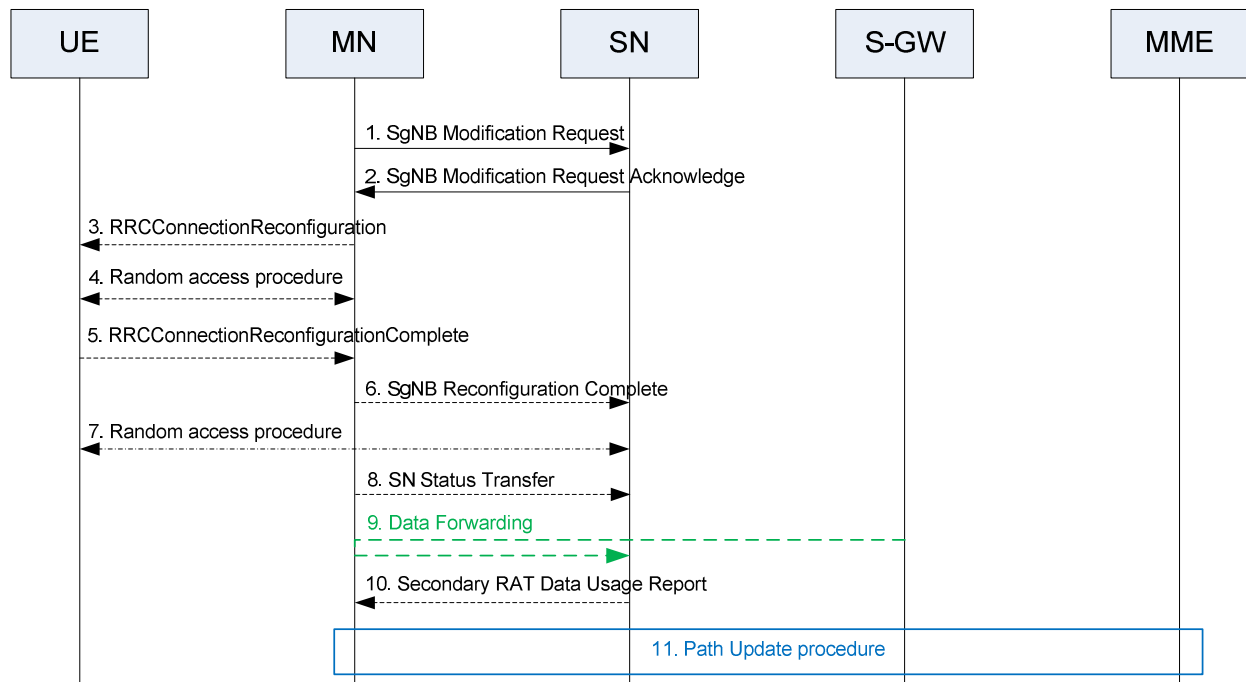 UE
MN
SN
S-GW
MME
1. SgNB Modification Request
2. SgNB Modification Request Acknowledge
3. RRCConnectionReconfiguration
4. Random access procedure
5. RRCConnectionReconfigurationComplete
6. SgNB Reconfiguration Complete
7. Random access procedure
8. SN Status Transfer
9. Data Forwarding
10. Secondary RAT Data Usage Report
11. Path Update procedure